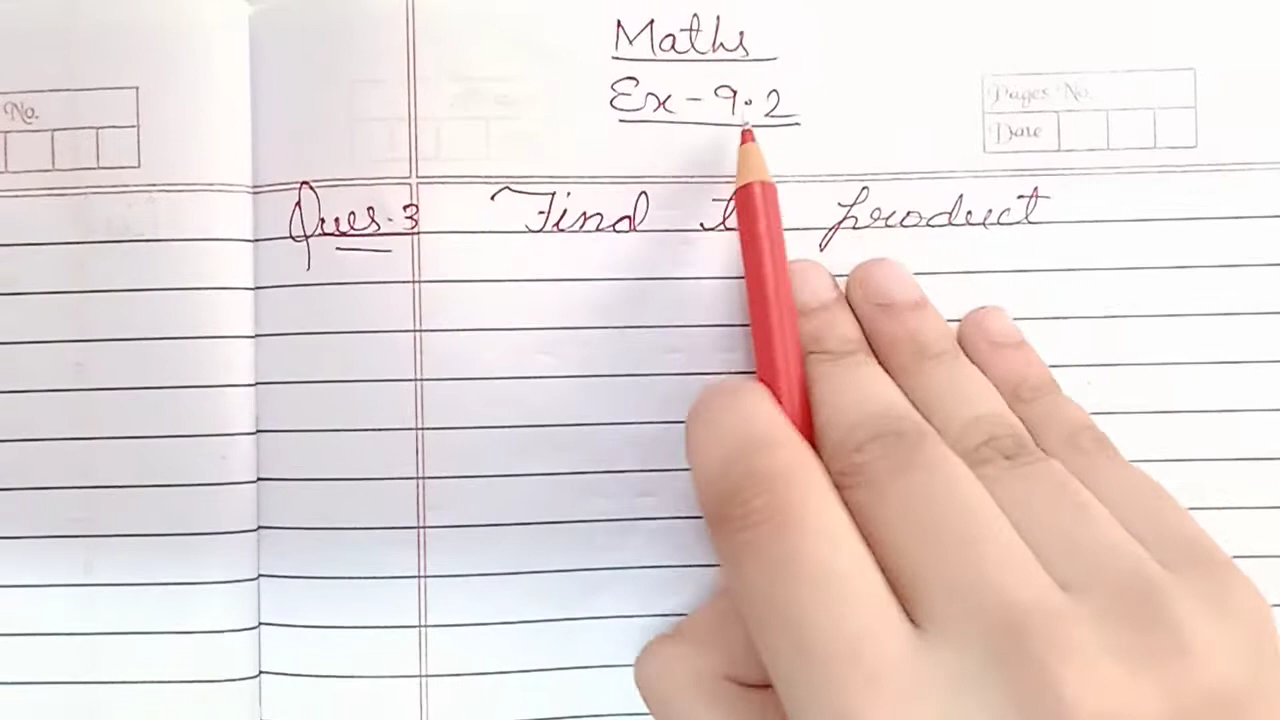 Maths
Ex-9.2
No.
Pages No.
Date
Ques.3 Find product